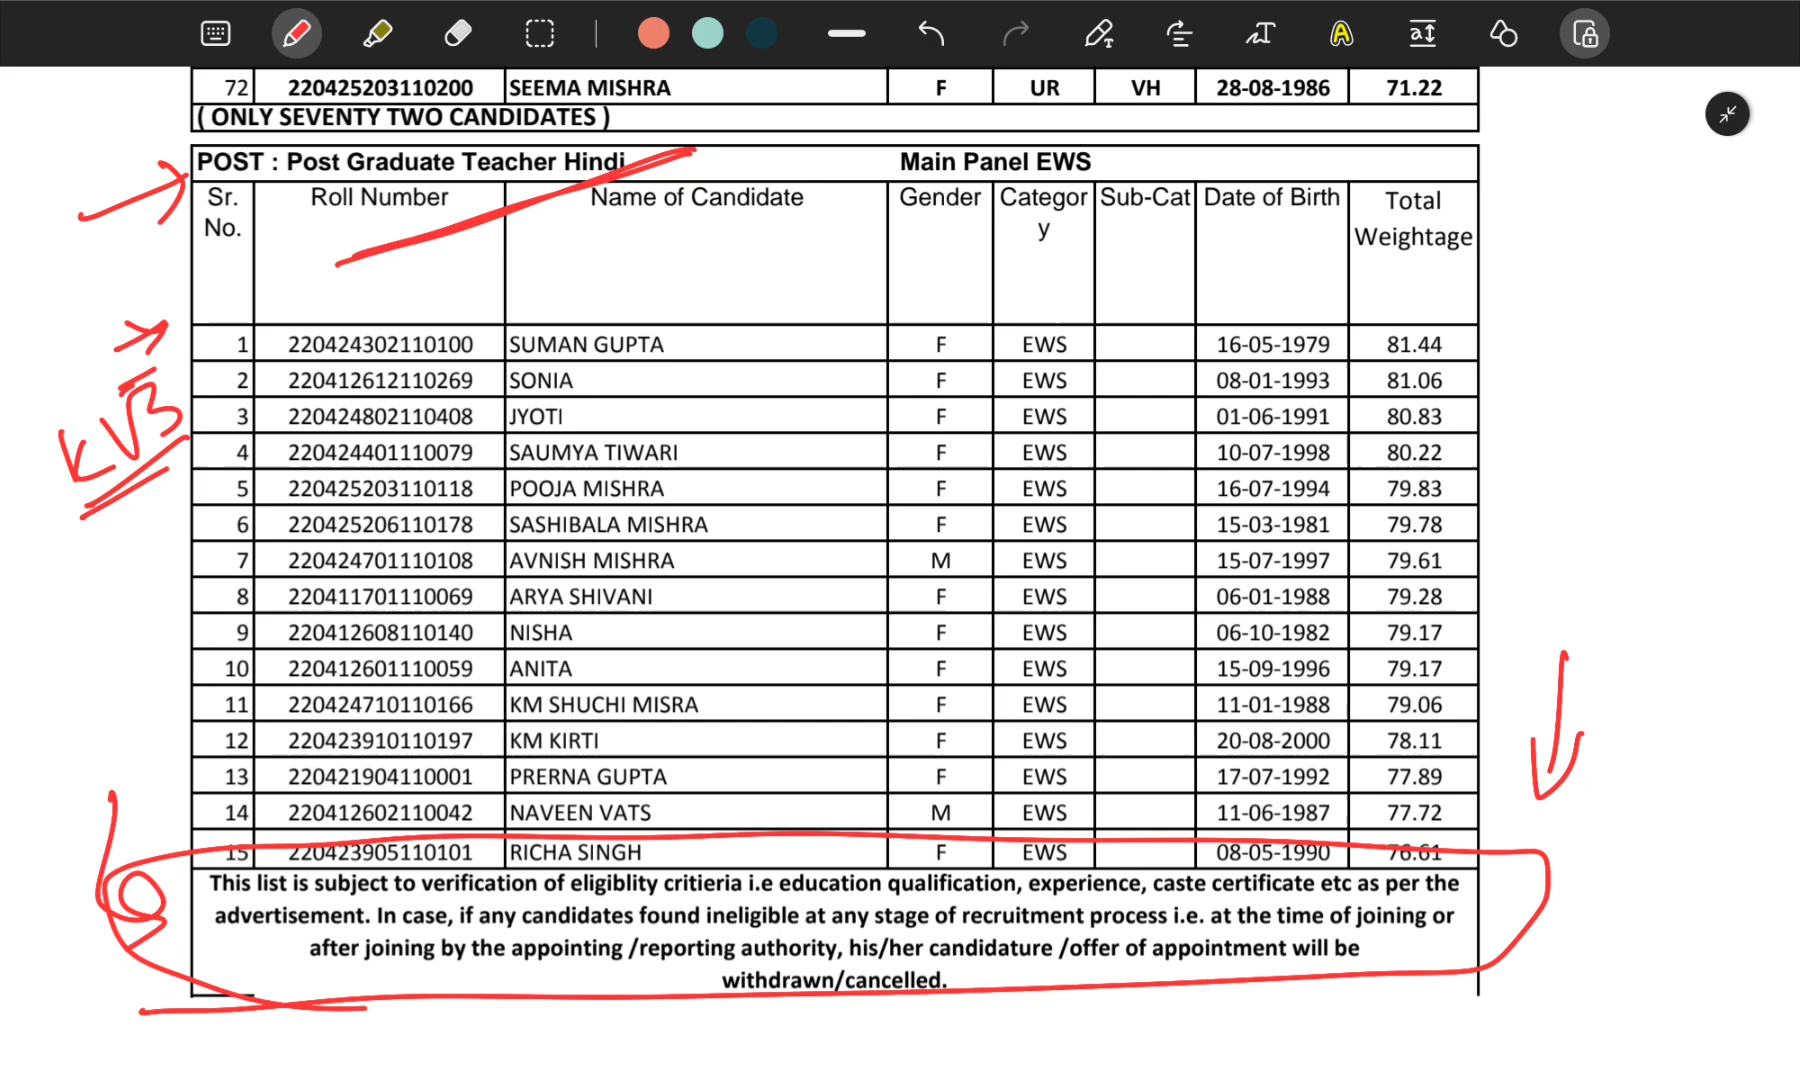 72 220425203110200 SEEMA MISHRA F UR VH 28-08-1986 71.22
( ONLY SEVENTY TWO CANDIDATES )
POST : Post Graduate Teacher Hindi Main Panel EWS
Sr. No. Roll Number Name of Candidate Gender Category Sub-Cat Date of Birth Total Weightage
1 220424302110100 SUMAN GUPTA F EWS 16-05-1979 81.44
2 220412612110269 SONIA F EWS 08-01-1993 81.06
3 220424802110408 JYOTI F EWS 01-06-1991 80.83
4 220424401110079 SAUMYA TIWARI F EWS 10-07-1998 80.22
5 220425203110118 POOJA MISHRA F EWS 16-07-1994 79.83
6 220425206110178 SASHIBALA MISHRA F EWS 15-03-1981 79.78
7 220424701110108 AVNISH MISHRA M EWS 15-07-1997 79.61
8 220411701110069 ARYA SHIVANI F EWS 06-01-1988 79.28
9 220412608110140 NISHA F EWS 06-10-1982 79.17
10 220412601110059 ANITA F EWS 15-09-1996 79.17
11 220424710110166 KM SHUCHI MISRA F EWS 11-01-1988 79.06
12 220423910110197 KM KIRTI F EWS 20-08-2000 78.11
13 220421904110001 PRERNA GUPTA F EWS 17-07-1992 77.89
14 220412602110042 NAVEEN VATS M EWS 11-06-1987 77.72
15 220423905110101 RICHA SINGH F EWS 08-05-1990 76.61
This list is subject to verification of eligiblity critieria i.e education qualification, experience, caste certificate etc as per the
advertisement. In case, if any candidates found ineligible at any stage of recruitment process i.e. at the time of joining or
after joining by the appointing /reporting authority, his/her candidature /offer of appointment will be
withdrawn/cancelled.